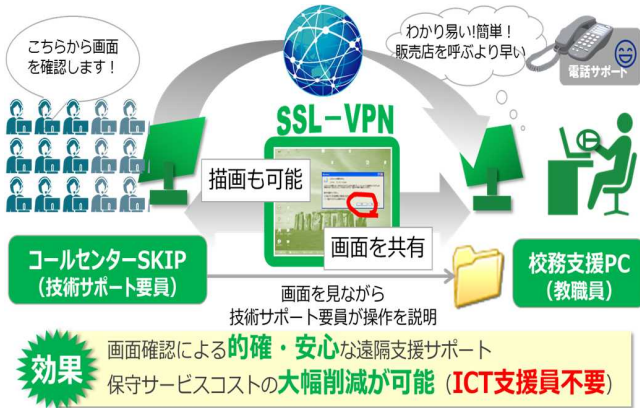 こちらから画面
を確認します!
わかり易い!簡単!
販売店を呼ぶより早い
電話サポート
SSL-VPN
描画も可能
画面を共有
コールセンターSKIP
(技術サポート要員)
校務支援PC
(教職員)
画面を見ながら
技術サポート要員が操作を説明
効果
画面確認による的確・安心な遠隔支援サポート
保守サービスコストの大幅削減が可能(ICT支援員不要)